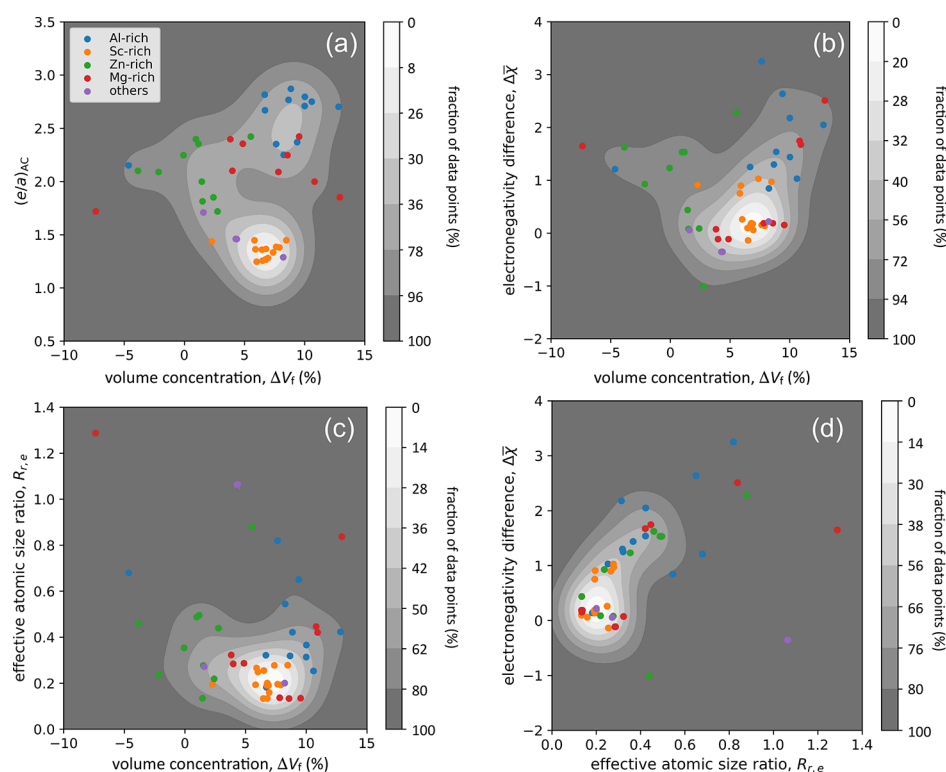 (a)
Al-rich
Sc-rich
Zn-rich
Mg-rich
others
3.5
3.0
2.5
2.0
1.5
1.0
0.5
(e/a)AC
−10 −5 0 5 10 15
volume concentration, ΔVf (%)
0
8
26
30
36
78
96
100
fraction of data points (%)
(b)
4
3
2
1
0
−1
−2
electronegativity difference, Δχ̅
−10 −5 0 5 10 15
volume concentration, ΔVf (%)
0
20
28
32
40
56
72
94
100
fraction of data points (%)
(c)
1.4
1.2
1.0
0.8
0.6
0.4
0.2
0.0
effective atomic size ratio, Rr,e
−10 −5 0 5 10 15
volume concentration, ΔVf (%)
0
14
28
36
42
50
62
80
100
fraction of data points (%)
(d)
4
3
2
1
0
−1
−2
electronegativity difference, Δχ̅
0.0 0.2 0.4 0.6 0.8 1.0 1.2 1.4
effective atomic size ratio, Rr,e
0
14
30
38
58
66
76
90
100
fraction of data points (%)